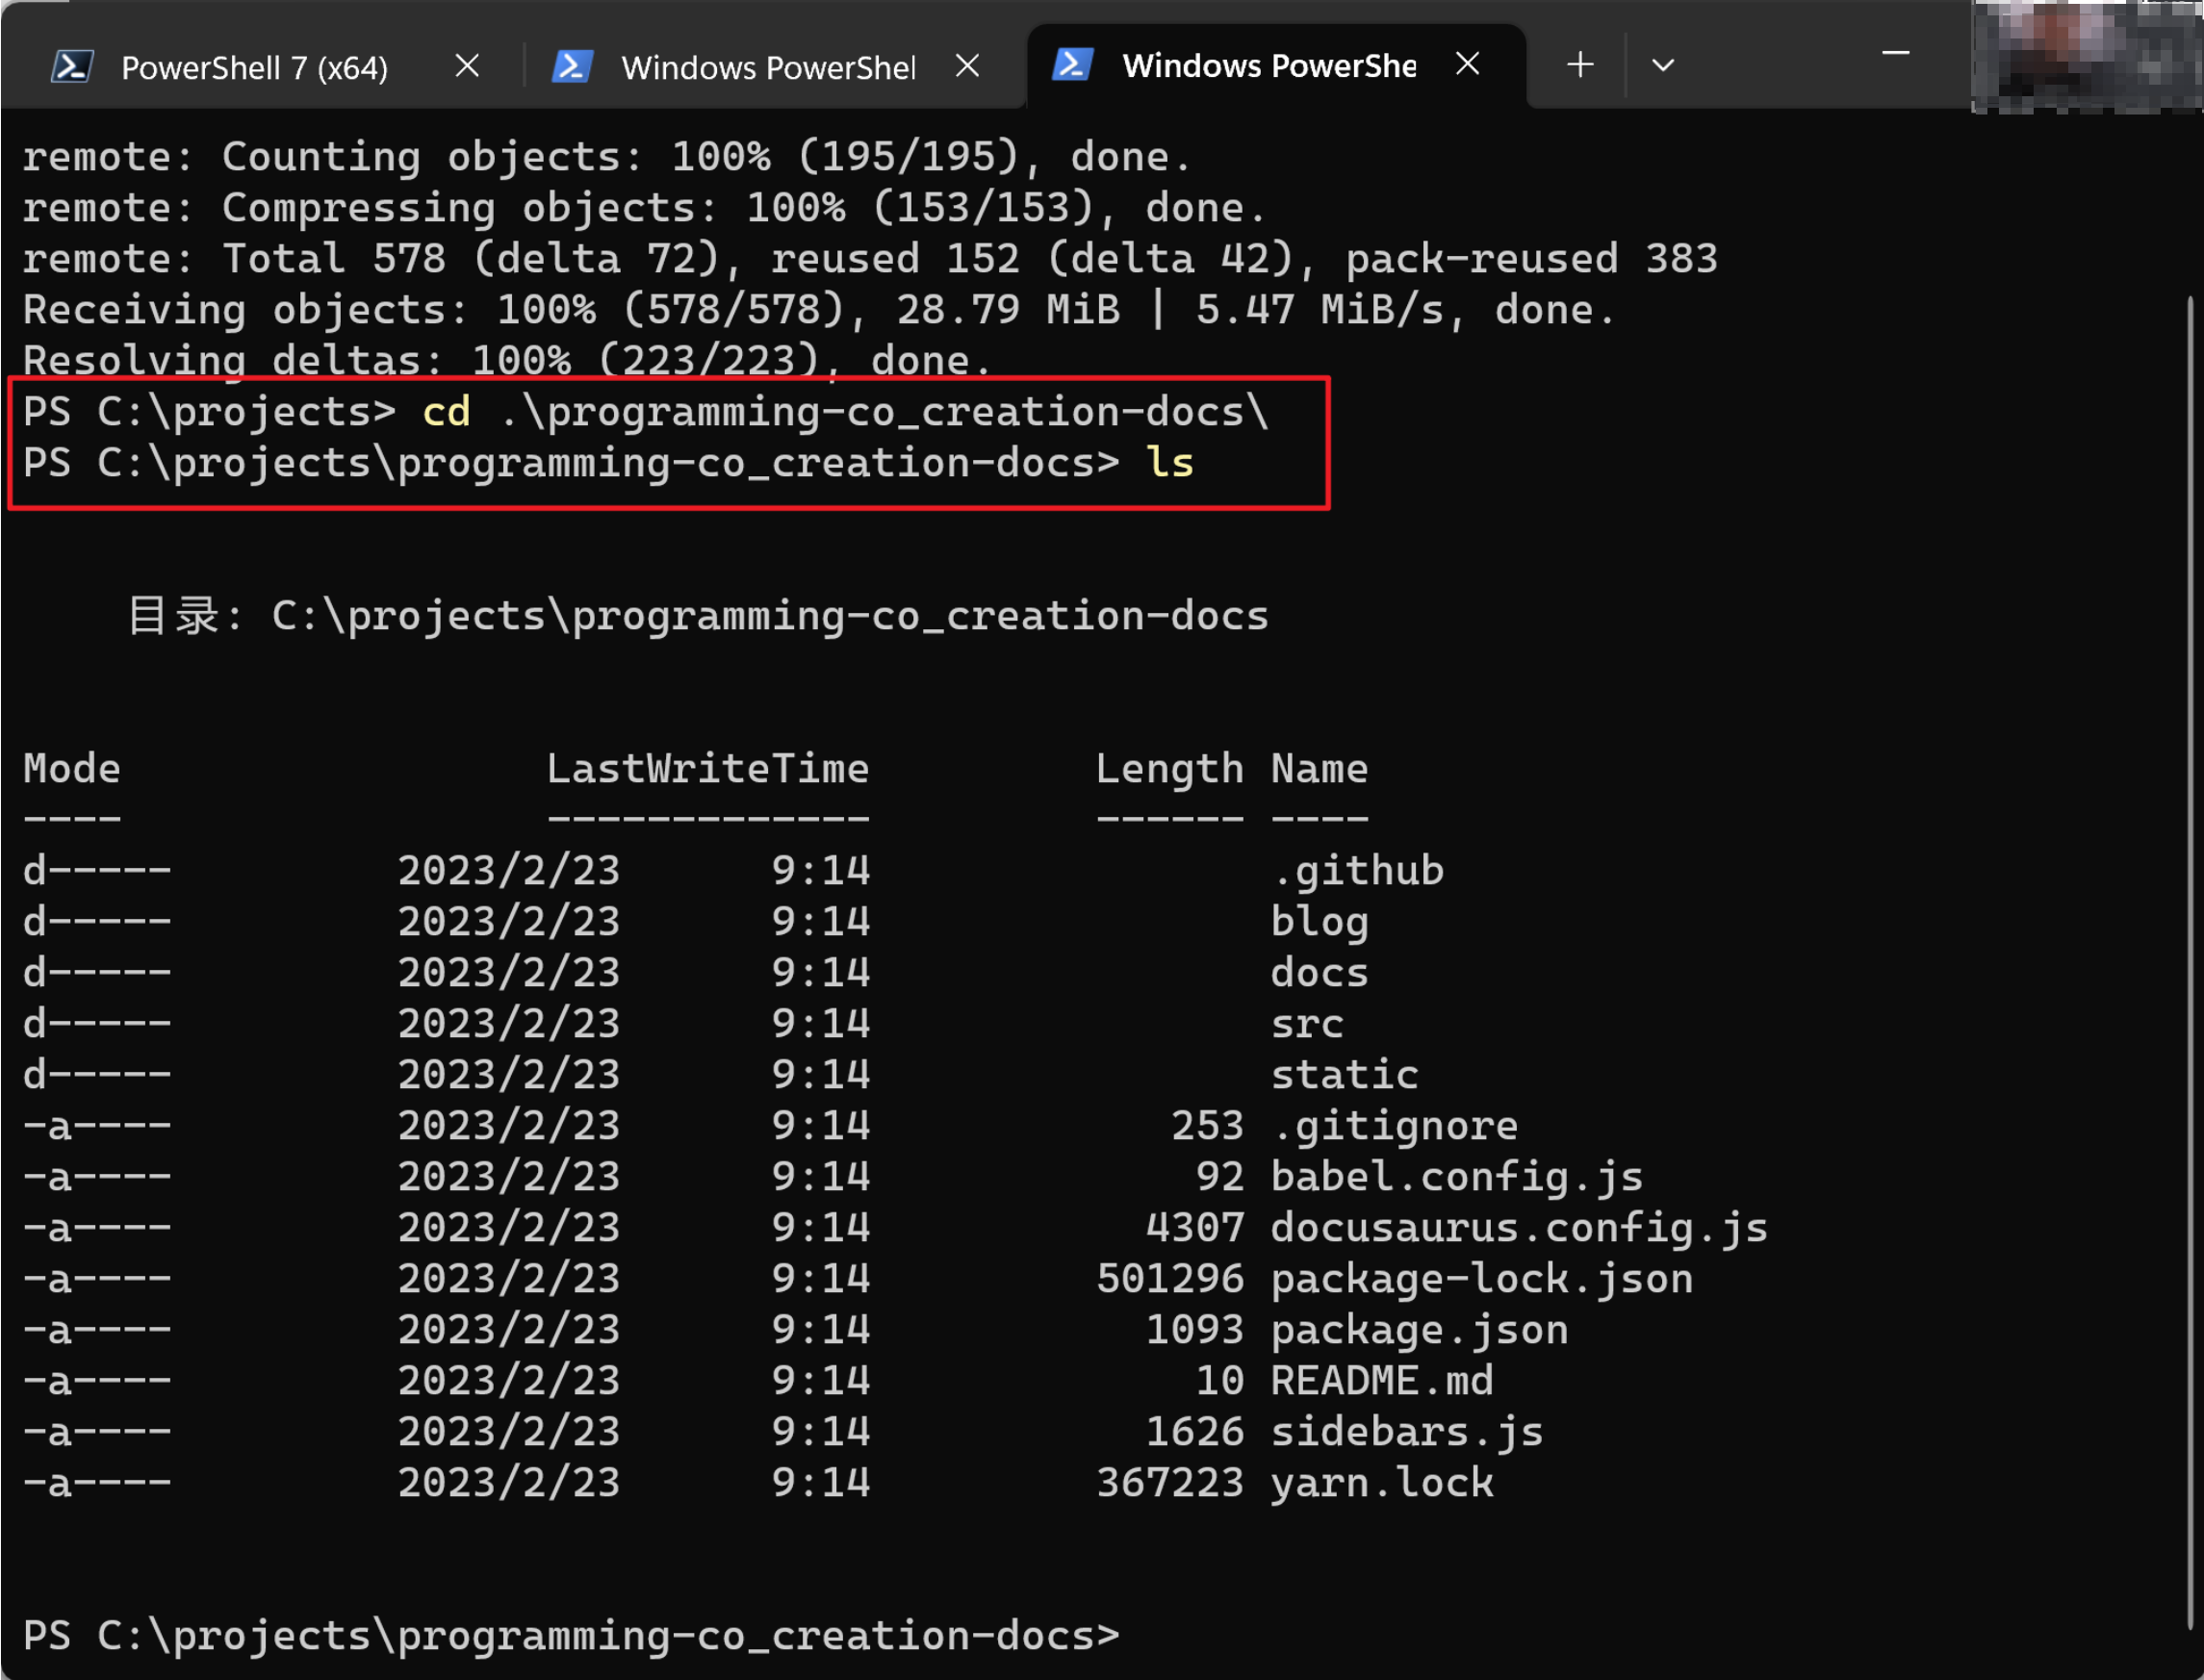 PowerShell 7 (x64) Windows PowerShel Windows PowerShe
remote: Counting objects: 100% (195/195), done.
remote: Compressing objects: 100% (153/153), done.
remote: Total 578 (delta 72), reused 152 (delta 42), pack-reused 383
Receiving objects: 100% (578/578), 28.79 MiB | 5.47 MiB/s, done.
Resolving deltas: 100% (223/223), done.
PS C:\projects> cd .\programming-co_creation-docs\
PS C:\projects\programming-co_creation-docs> ls
目录: C:\projects\programming-co_creation-docs
Mode LastWriteTime Length Name
---- ------------- ------ ----
d----- 2023/2/23 9:14 .github
d----- 2023/2/23 9:14 blog
d----- 2023/2/23 9:14 docs
d----- 2023/2/23 9:14 src
d----- 2023/2/23 9:14 static
-a---- 2023/2/23 9:14 253 .gitignore
-a---- 2023/2/23 9:14 92 babel.config.js
-a---- 2023/2/23 9:14 4307 docusaurus.config.js
-a---- 2023/2/23 9:14 501296 package-lock.json
-a---- 2023/2/23 9:14 1093 package.json
-a---- 2023/2/23 9:14 10 README.md
-a---- 2023/2/23 9:14 1626 sidebars.js
-a---- 2023/2/23 9:14 367223 yarn.lock
PS C:\projects\programming-co_creation-docs>